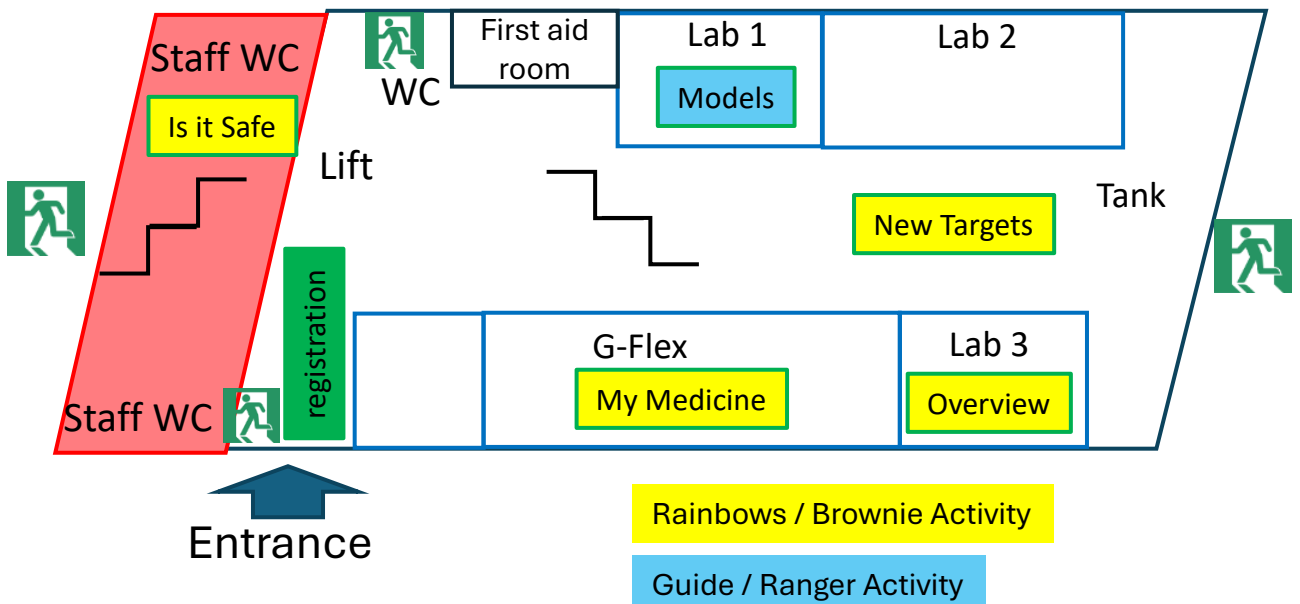 Staff WC
Is it Safe
Lift
WC
First aid
room
Lab 1
Models
Lab 2
Tank
New Targets
registration
G-Flex
My Medicine
Lab 3
Overview
Staff WC
Entrance
Rainbows / Brownie Activity
Guide / Ranger Activity